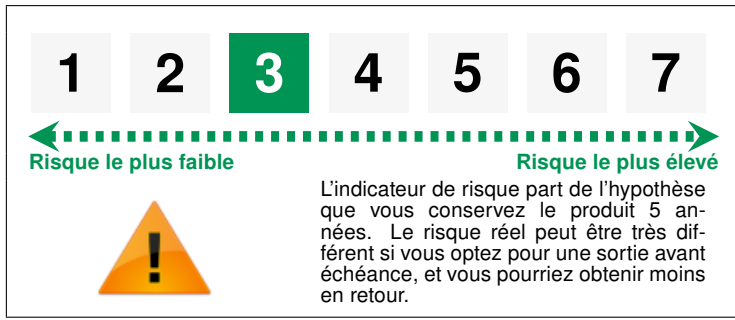 1 2 3 4 5 6 7
Risque le plus faible Risque le plus élevé
L'indicateur de risque part de l'hypothèse
que vous conservez le produit 5 an-
nées. Le risque réel peut être très dif-
férent si vous optez pour une sortie avant
échéance, et vous pourriez obtenir moins
en retour.